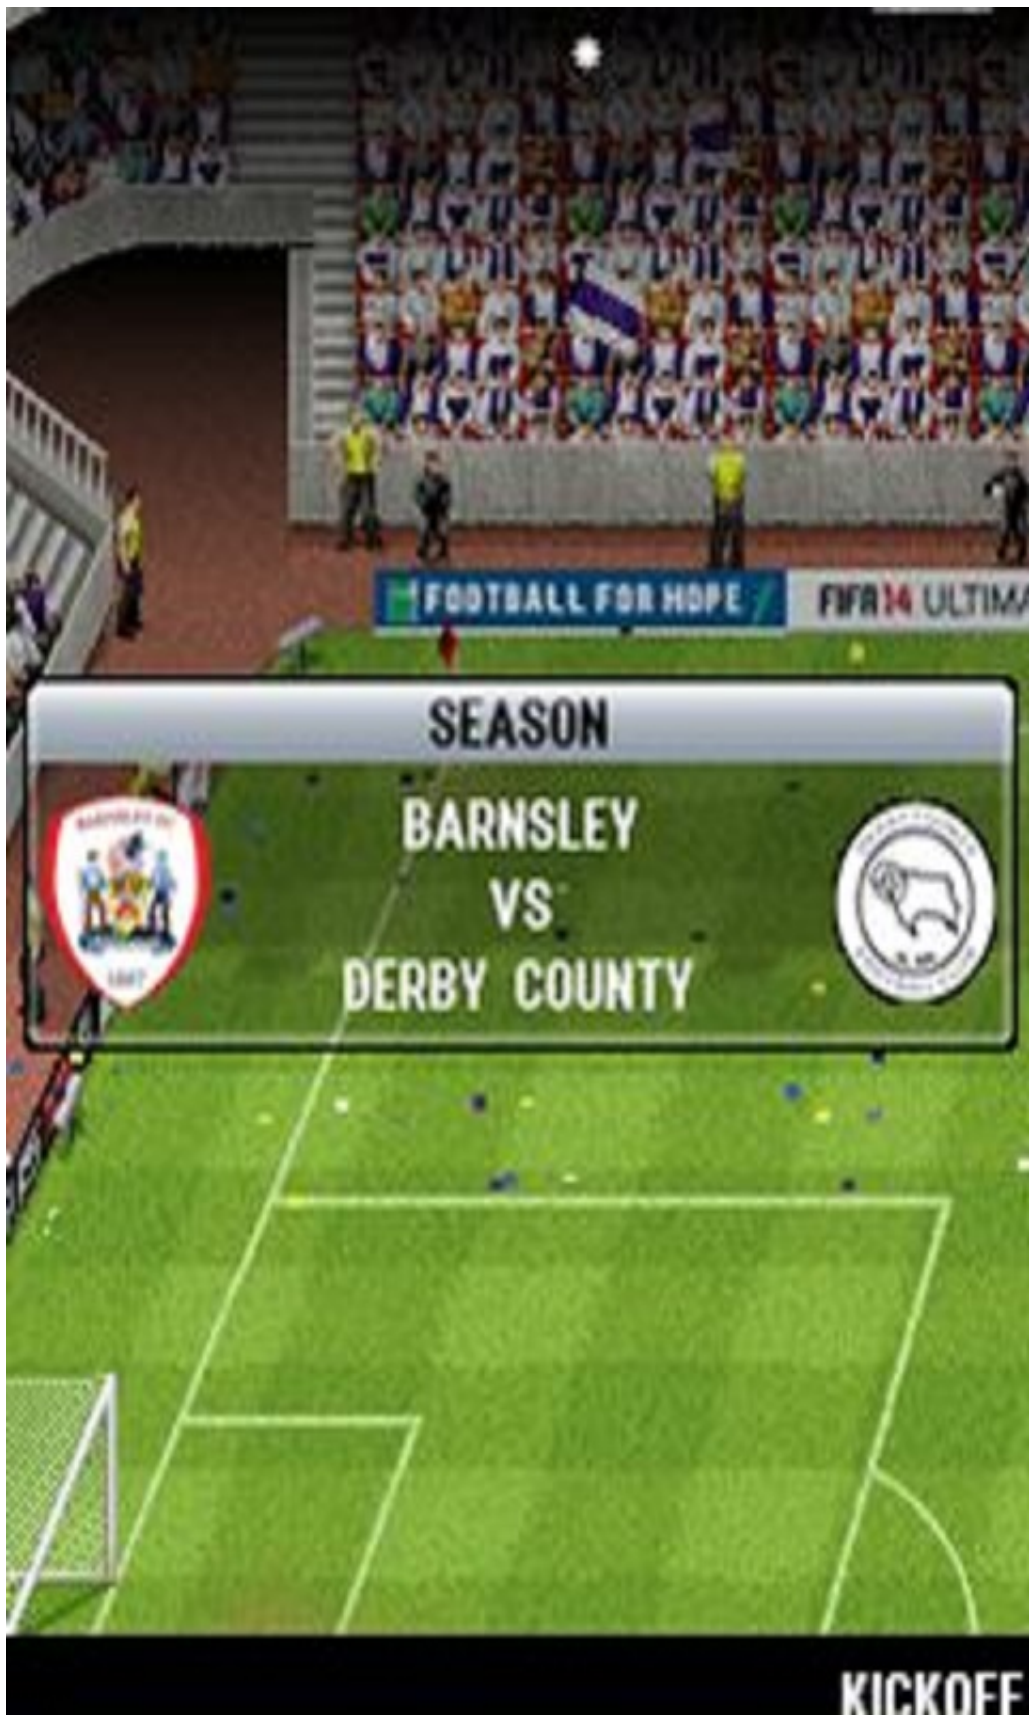 FOOTBALL FOR HOPE
FIFA 14 ULTIMA
SEASON
BARNSLEY
VS
DERBY COUNTY
KICKOFF